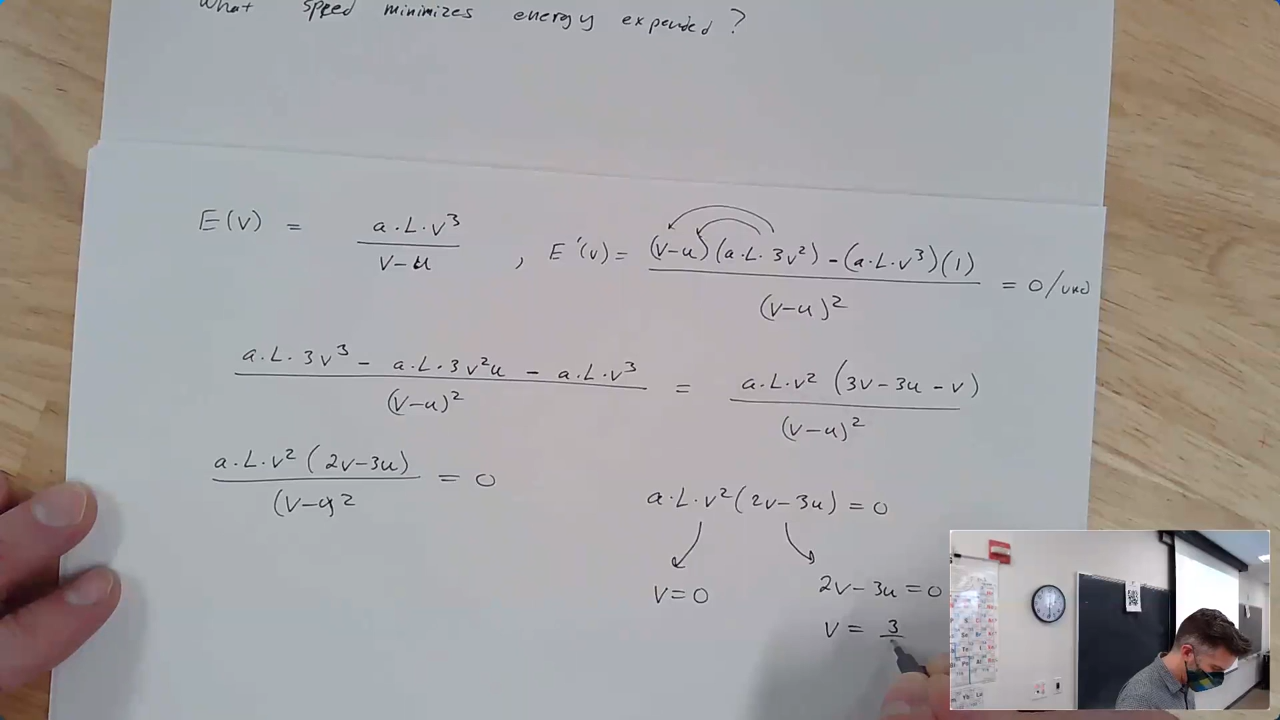 What speed minimizes energy expended?
E(v) = a·L·v³ / v-u , E'(v) = (v-u)(a·L·3v²) - (a·L·v³)(1) / (v-u)² = 0/und
a·L·3v³ - a·L·3v²u - a·L·v³ / (v-u)² = a·L·v² (3v-3u-v) / (v-u)²
a·L·v² (2v-3u) / (v-u)² = 0
a·L·v² (2v-3u) = 0
v=0
2v-3u=0
v = 3